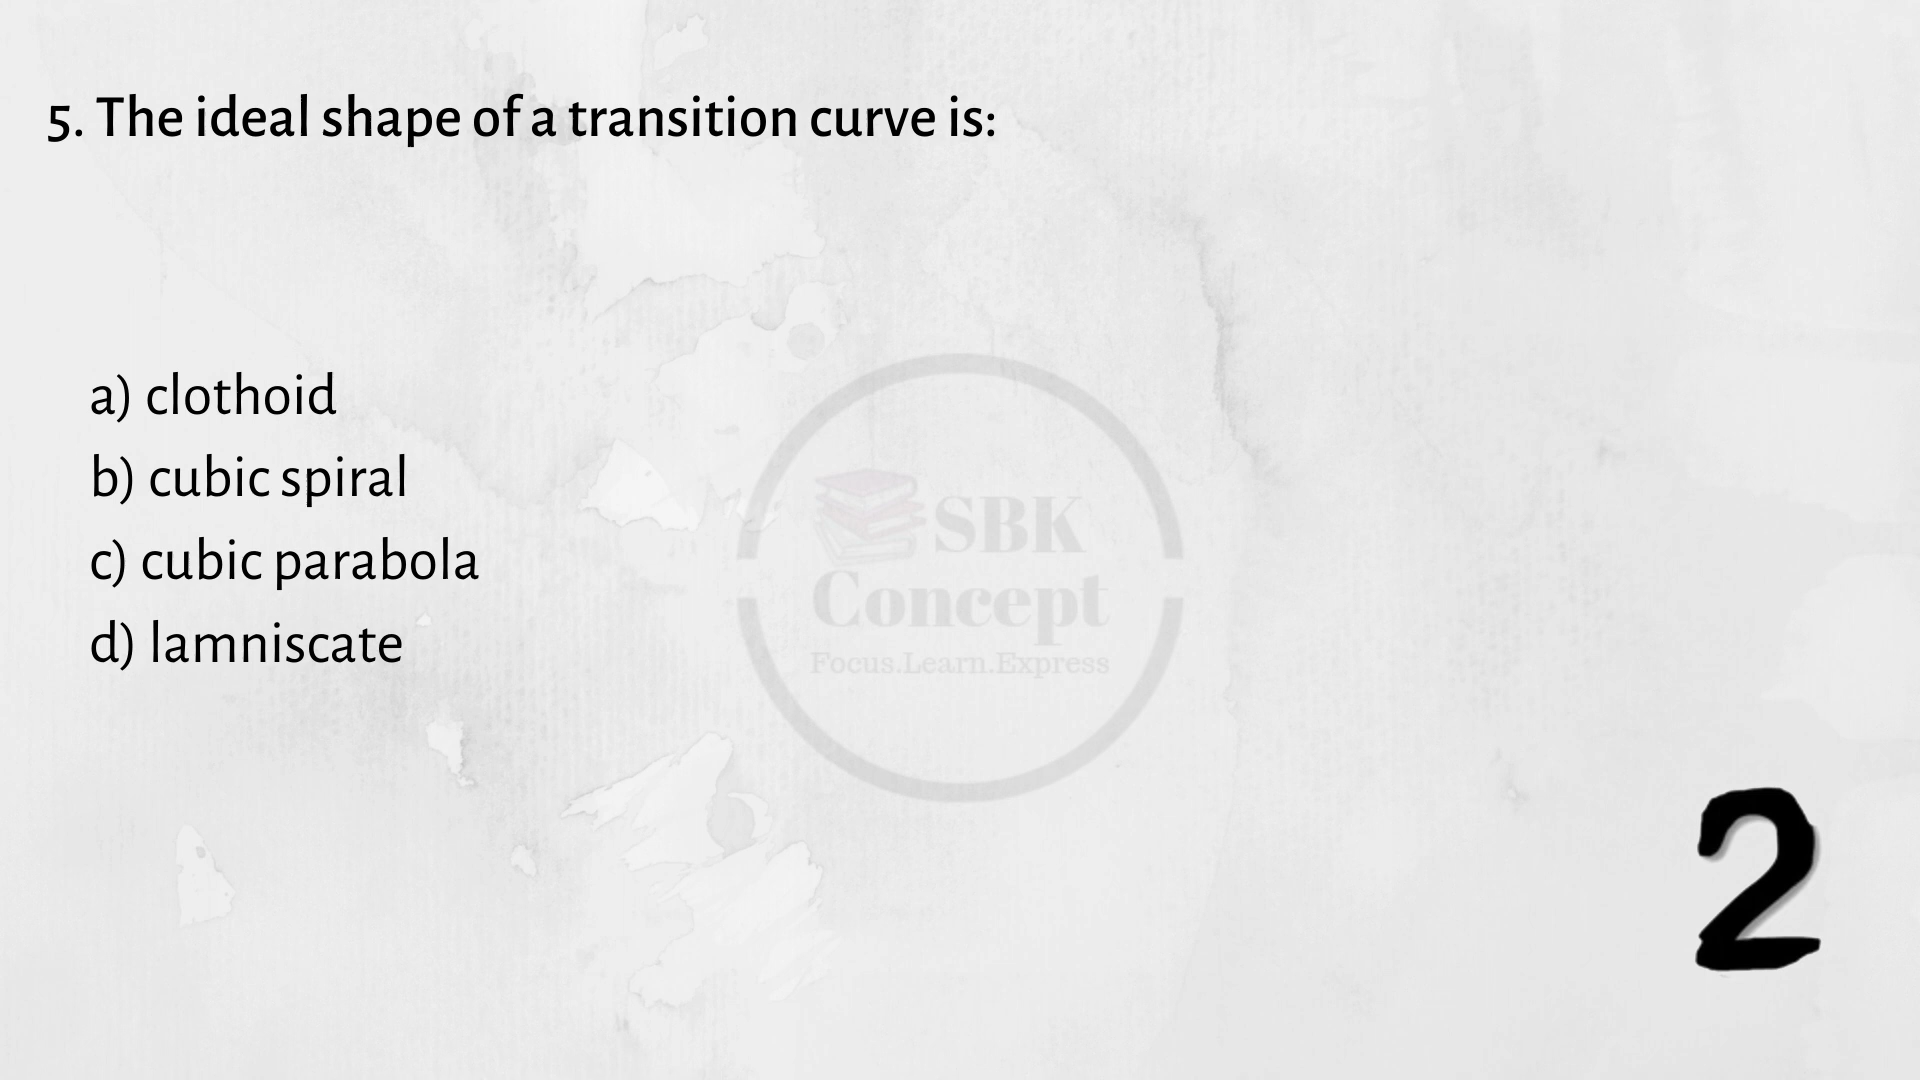 5. The ideal shape of a transition curve is:
a) clothoid
b) cubic spiral
c) cubic parabola
d) lamniscate
SBK
Concept
Focus.Learn.Express
2